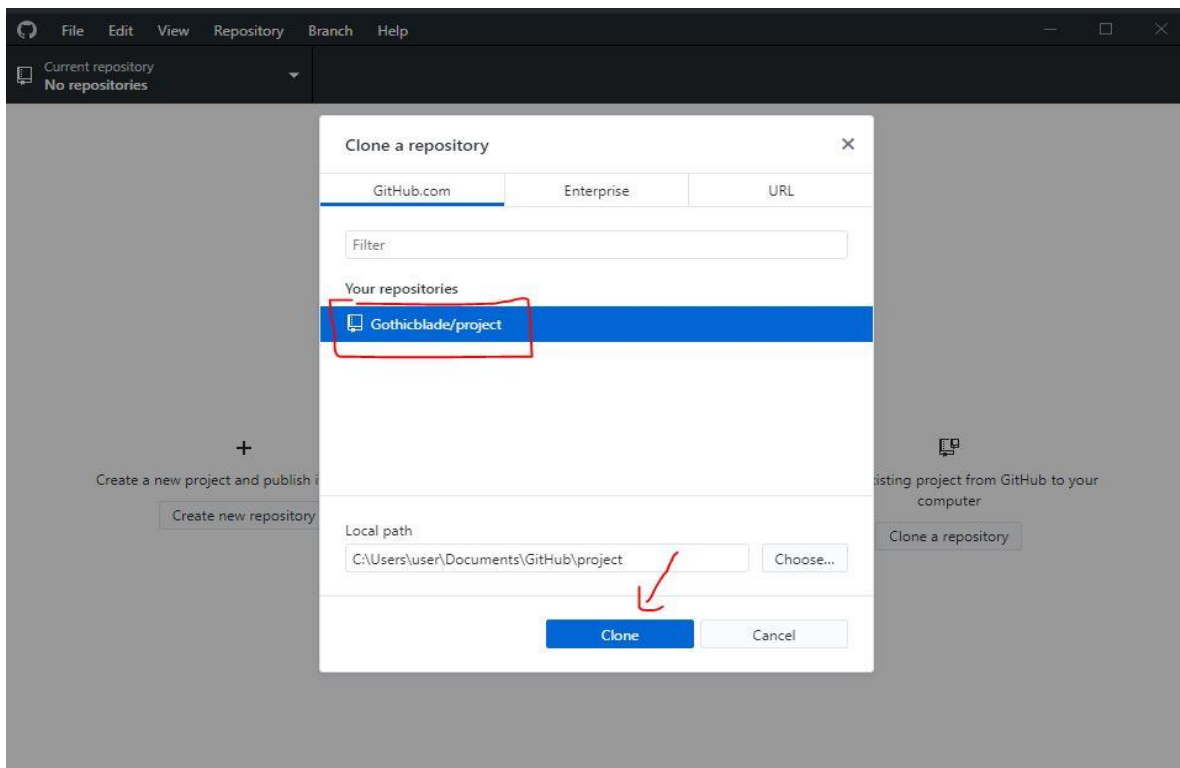 File Edit View Repository Branch Help
Current repository
No repositories
Clone a repository
GitHub.com Enterprise URL
Filter
Your repositories
Gothicblade/project
Create a new project and publish i
Create new repository
isting project from GitHub to your
computer
Clone a repository
Local path
C:\Users\user\Documents\GitHub\project Choose...
Clone Cancel